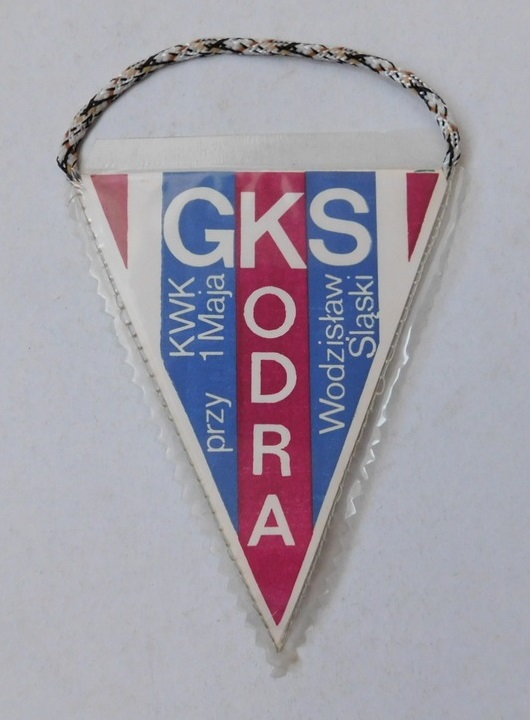 GKS
ODRA
przy KWK
1 Maja
Wodzisław
Śląski